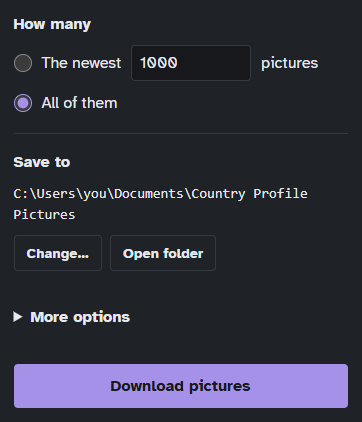 How many
The newest 1000 pictures
All of them
Save to
C:\Users\you\Documents\Country Profile
Pictures
Change... Open folder
More options
Download pictures